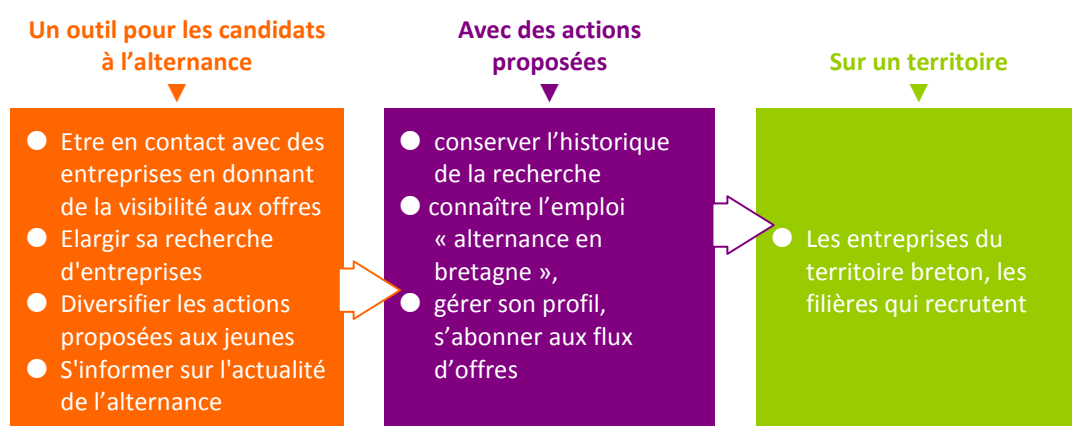 Un outil pour les candidats
à l’alternance
● Etre en contact avec des
entreprises en donnant
de la visibilité aux offres
● Elargir sa recherche
d'entreprises
● Diversifier les actions
proposées aux jeunes
● S'informer sur l'actualité
de l’alternance
Avec des actions
proposées
● conserver l’historique
de la recherche
● connaître l’emploi
« alternance en
bretagne »,
● gérer son profil,
s’abonner aux flux
d’offres
Sur un territoire
● Les entreprises du
territoire breton, les
filières qui recrutent